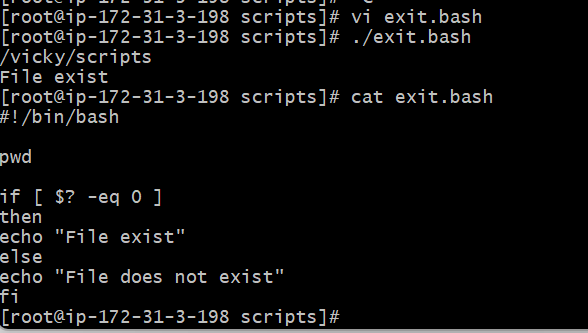 [root@ip-172-31-3-198 scripts]# vi exit.bash
[root@ip-172-31-3-198 scripts]# ./exit.bash
/vicky/scripts
File exist
[root@ip-172-31-3-198 scripts]# cat exit.bash
#!/bin/bash
pwd
if [ $? -eq 0 ]
then
echo "File exist"
else
echo "File does not exist"
fi
[root@ip-172-31-3-198 scripts]#